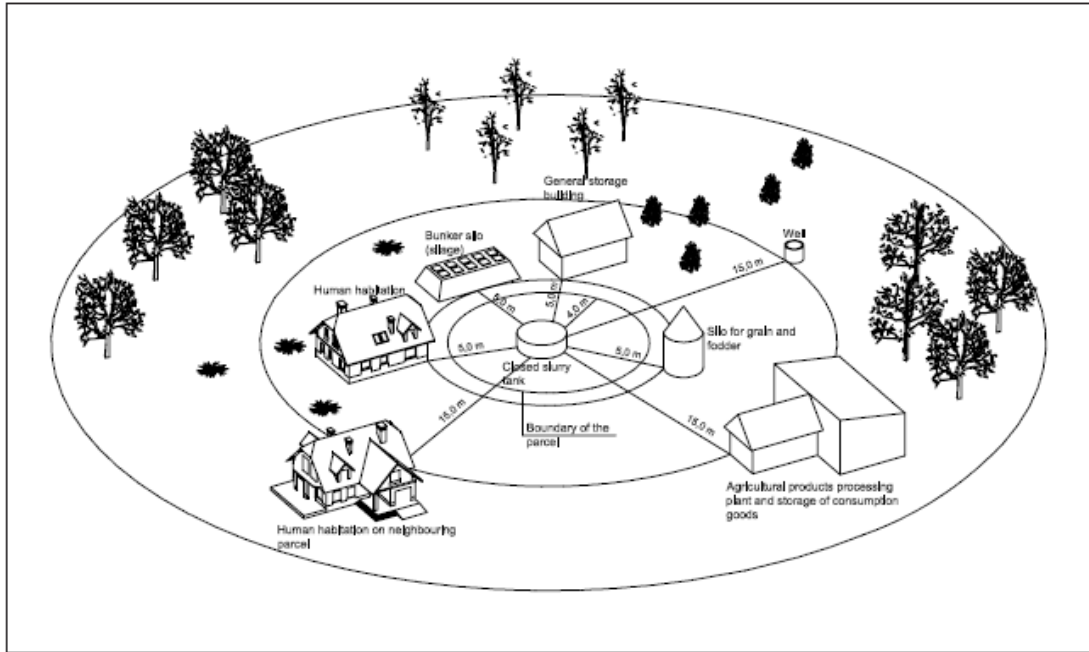 General storage
building
Bunker silo
(silage)
Well
15,0 m
Human habitation
5,0 m
5,0 m
4,0 m
Silo for grain and
fodder
5,0 m
5,0 m
Closed slurry
tank
15,0 m
15,0 m
Boundary of the
parcel
Agricultural products processing
plant and storage of consumption
goods
Human habitation on neighbouring
parcel